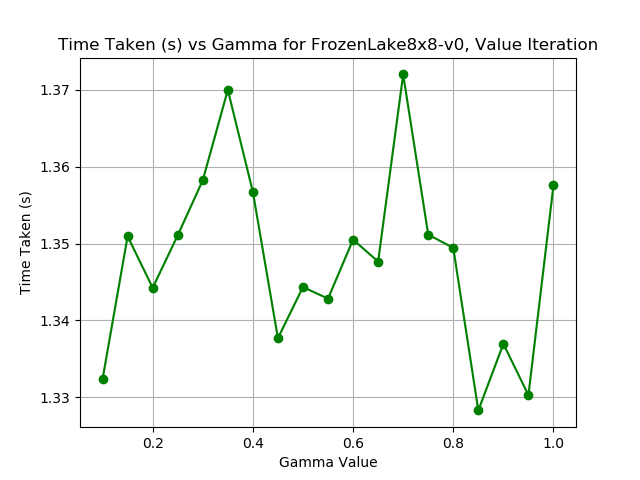 Time Taken (s) vs Gamma for FrozenLake8x8-v0, Value Iteration
1.37
1.36
1.35
1.34
1.33
Time Taken (s)
0.2 0.4 0.6 0.8 1.0
Gamma Value